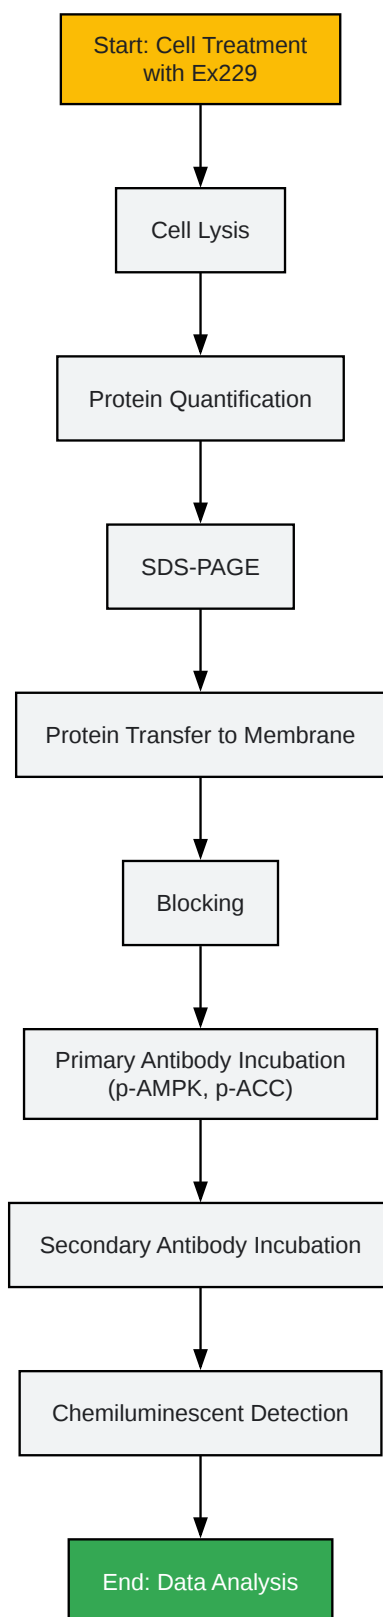 Start: Cell Treatment
with Ex229
Cell Lysis
Protein Quantification
SDS-PAGE
Protein Transfer to Membrane
Blocking
Primary Antibody Incubation
(p-AMPK, p-ACC)
Secondary Antibody Incubation
Chemiluminescent Detection
End: Data Analysis